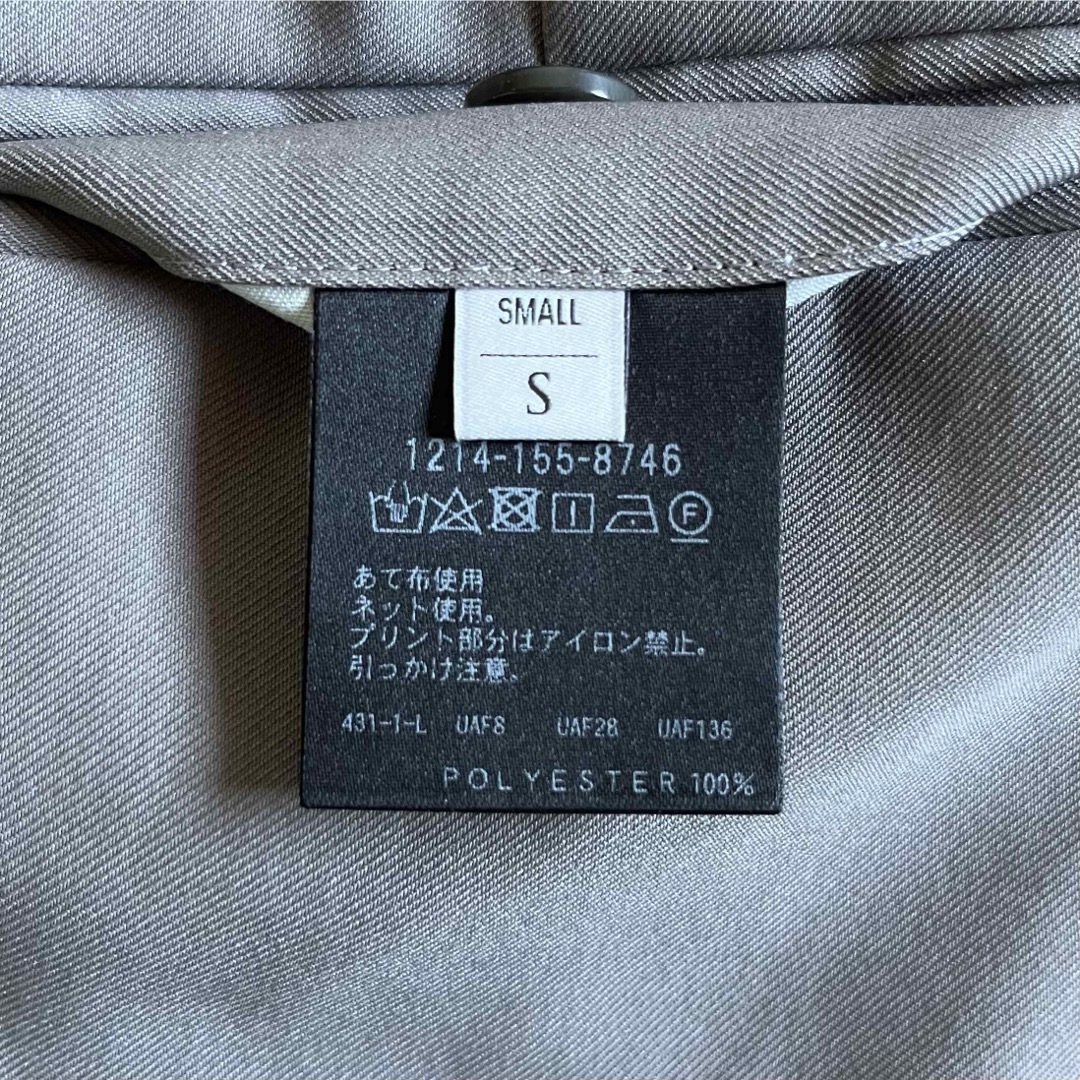 SMALL
S
1214-155-8746
F
あて布使用
ネット使用。
プリント部分はアイロン禁止。
引っかけ注意、
431-1-L UAF8 UAF28 UAF136
POLYESTER 100%